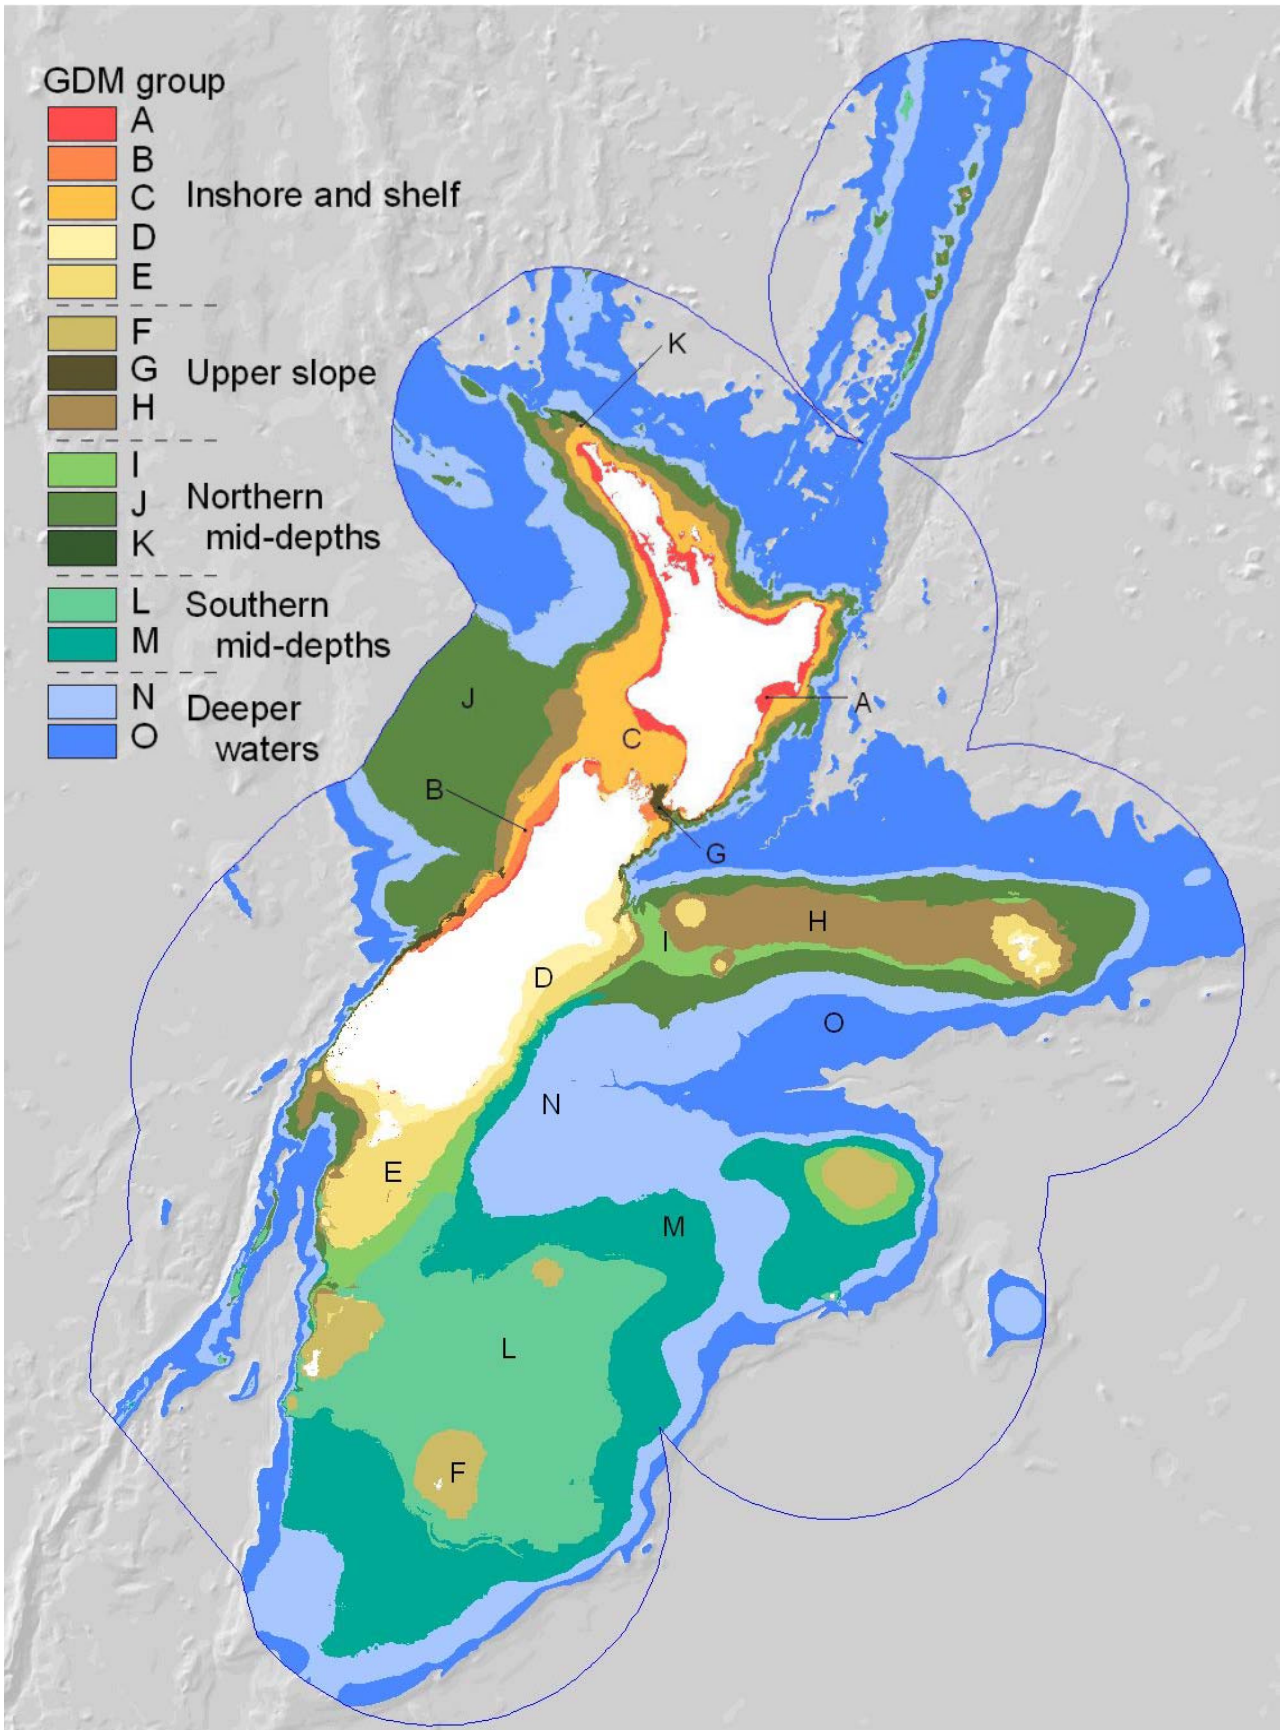 GDM group
A
B
C
Inshore and shelf
D
E
F
G
Upper slope
H
I
J
Northern
mid-depths
K
L
Southern
M
mid-depths
N
Deeper
O
waters
K
J
A
C
B
G
H
I
D
O
N
E
M
L
F